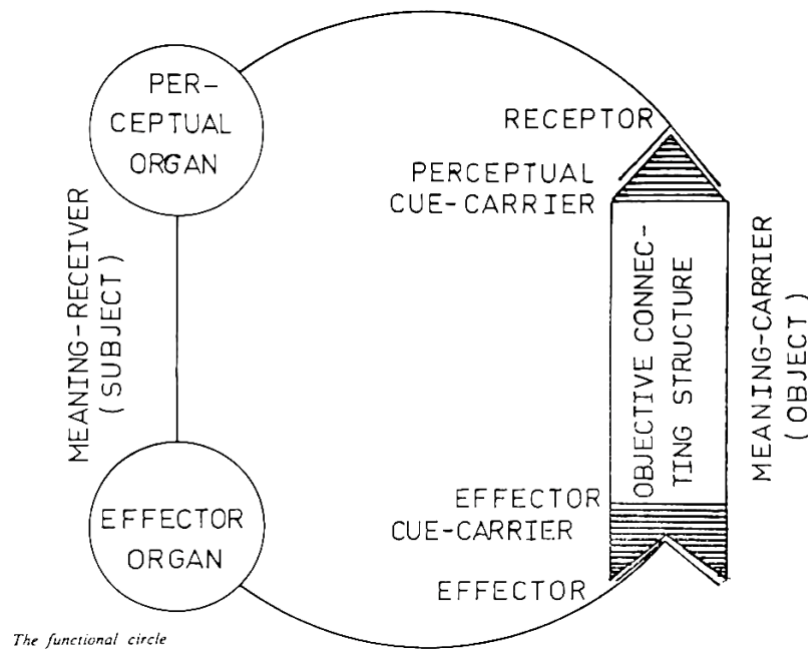 PER-
CEPTUAL
ORGAN
RECEPTOR
PERCEPTUAL
CUE-CARRIER
MEANING-RECEIVER
(SUBJECT)
OBJECTIVE CONNEC-
TING STRUCTURE
MEANING-CARRIER
(OBJECT)
EFFECTOR
ORGAN
EFFECTOR
CUE-CARRIER
EFFECTOR
The functional circle